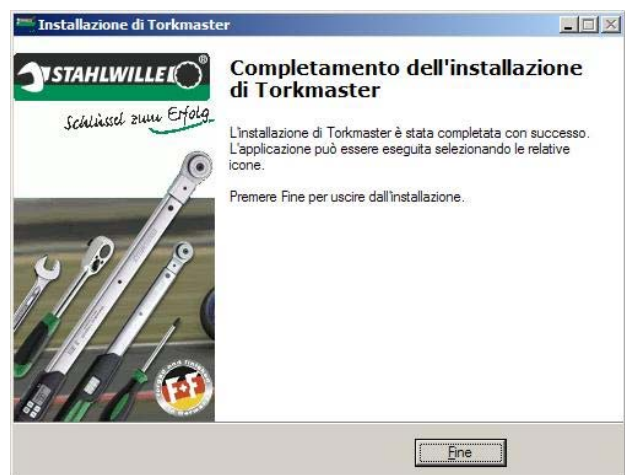 Installazione di Torkmaster
STAHLWILLE
®
Schlüssel zum Erfolg
Completamento dell'installazione
di Torkmaster
L'installazione di Torkmaster è stata completata con successo.
L'applicazione può essere eseguita selezionando le relative
icone.
Premere Fine per uscire dall'installazione.
F+F
Fine